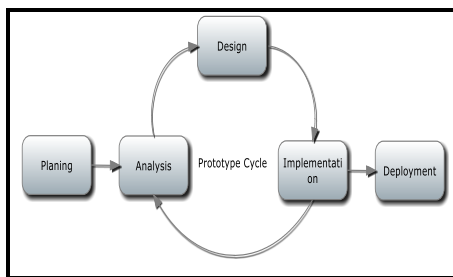 Design
Planing
Analysis
Prototype Cycle
Implementati
on
Deployment